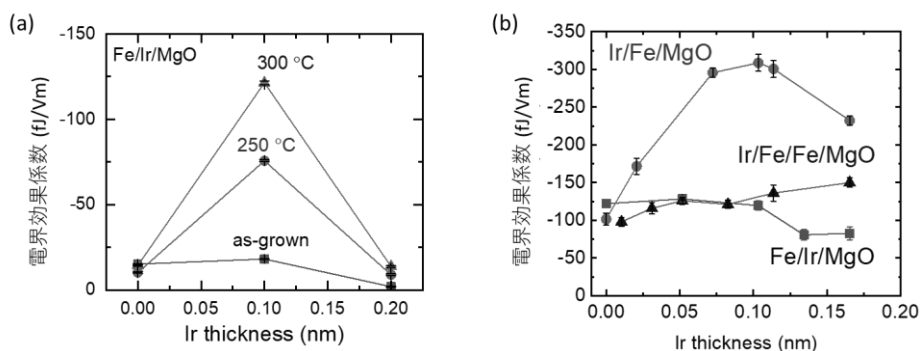 (a)
電界効果係数 (fJ/Vm)
-150
-100
-50
0
Fe/Ir/MgO
300 °C
250 °C
as-grown
0.00 0.05 0.10 0.15 0.20
Ir thickness (nm)
(b)
電界効果係数 (fJ/Vm)
-350
-300
-250
-200
-150
-100
-50
0
Ir/Fe/MgO
Ir/Fe/Fe/MgO
Fe/Ir/MgO
0.00 0.05 0.10 0.15 0.20
Ir thickness (nm)